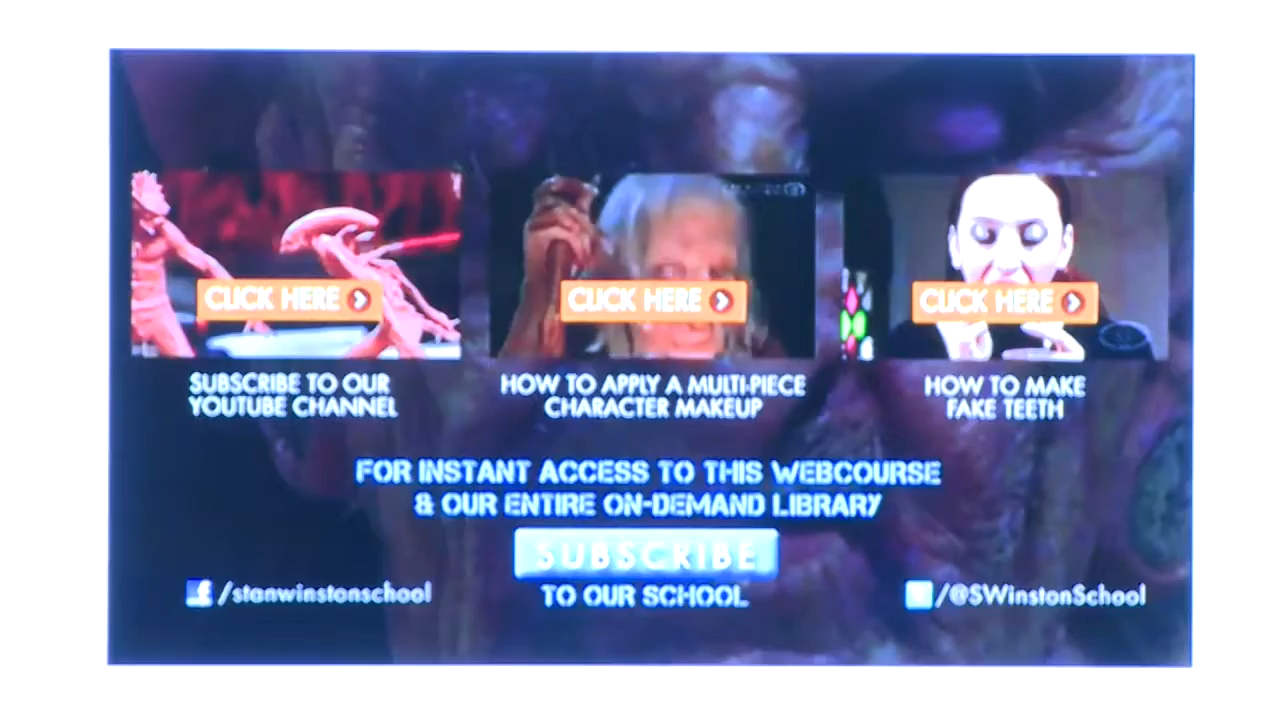 CLICK HERE
CLICK HERE
CLICK HERE
SUBSCRIBE TO OUR
YOUTUBE CHANNEL
HOW TO APPLY A MULTI-PIECE
CHARACTER MAKEUP
HOW TO MAKE
FAKE TEETH
FOR INSTANT ACCESS TO THIS WEBCOURSE
& OUR ENTIRE ON-DEMAND LIBRARY
SUBSCRIBE
TO OUR SCHOOL
f /stanwinstonschool
/@SWinstonSchool